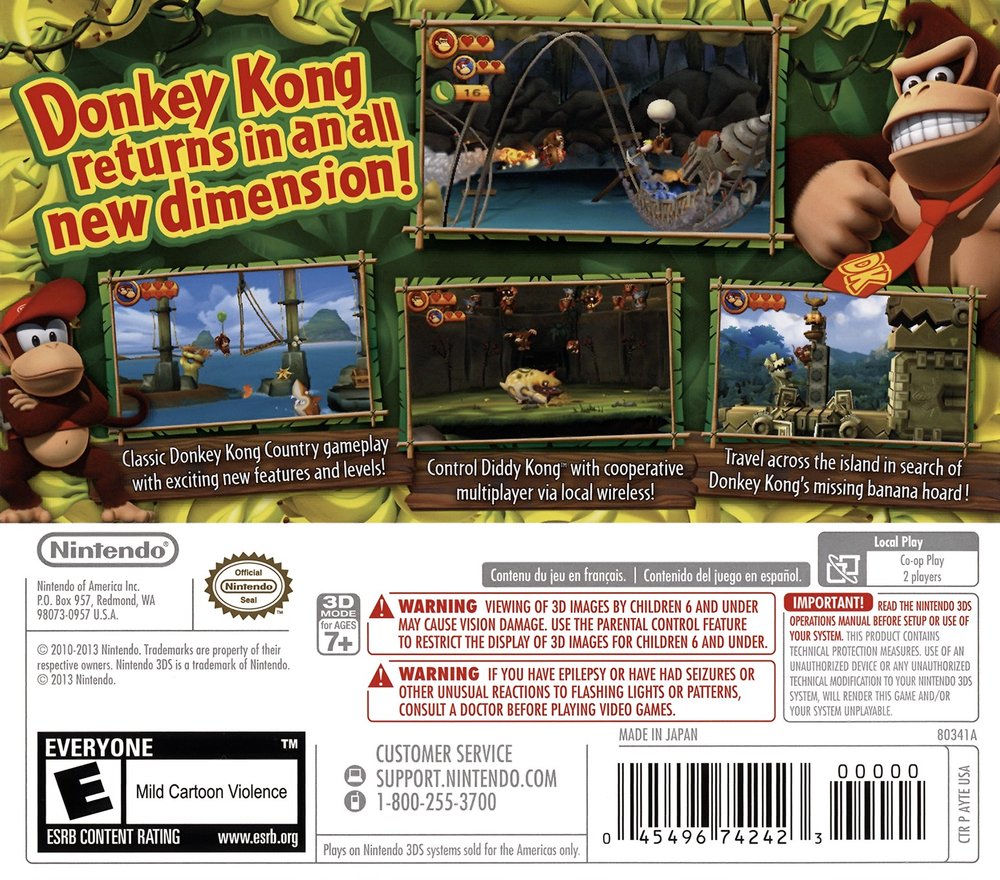 Donkey Kong
returns in an all
new dimension!
16
DK
Classic Donkey Kong Country gameplay
with exciting new features and levels!
Control Diddy Kong™ with cooperative
multiplayer via local wireless!
Travel across the island in search of
Donkey Kong's missing banana hoard!
Nintendo®
Nintendo of America Inc.
P.O. Box 957, Redmond, WA
98073-0957 U.S.A.
Official
Nintendo
Seal
™
© 2010-2013 Nintendo. Trademarks are property of their
respective owners. Nintendo 3DS is a trademark of Nintendo.
© 2013 Nintendo.
Contenu du jeu en français. | Contenido del juego en español.
Local Play
Co-op Play
2 players
3D
MODE
for AGES
7+
WARNING VIEWING OF 3D IMAGES BY CHILDREN 6 AND UNDER
MAY CAUSE VISION DAMAGE. USE THE PARENTAL CONTROL FEATURE
TO RESTRICT THE DISPLAY OF 3D IMAGES FOR CHILDREN 6 AND UNDER.
WARNING IF YOU HAVE EPILEPSY OR HAVE HAD SEIZURES OR
OTHER UNUSUAL REACTIONS TO FLASHING LIGHTS OR PATTERNS,
CONSULT A DOCTOR BEFORE PLAYING VIDEO GAMES.
IMPORTANT! READ THE NINTENDO 3DS
OPERATIONS MANUAL BEFORE SETUP OR USE OF
YOUR SYSTEM. THIS PRODUCT CONTAINS
TECHNICAL PROTECTION MEASURES. USE OF AN
UNAUTHORIZED DEVICE OR ANY UNAUTHORIZED
TECHNICAL MODIFICATION TO YOUR NINTENDO 3DS
SYSTEM, WILL RENDER THIS GAME AND/OR
YOUR SYSTEM UNPLAYABLE.
MADE IN JAPAN
80341A
EVERYONE ™
E
Mild Cartoon Violence
ESRB CONTENT RATING www.esrb.org
CUSTOMER SERVICE
SUPPORT.NINTENDO.COM
1-800-255-3700
Plays on Nintendo 3DS systems sold for the Americas only.
0 45496 74242 3
00000
CTR P AYTE USA